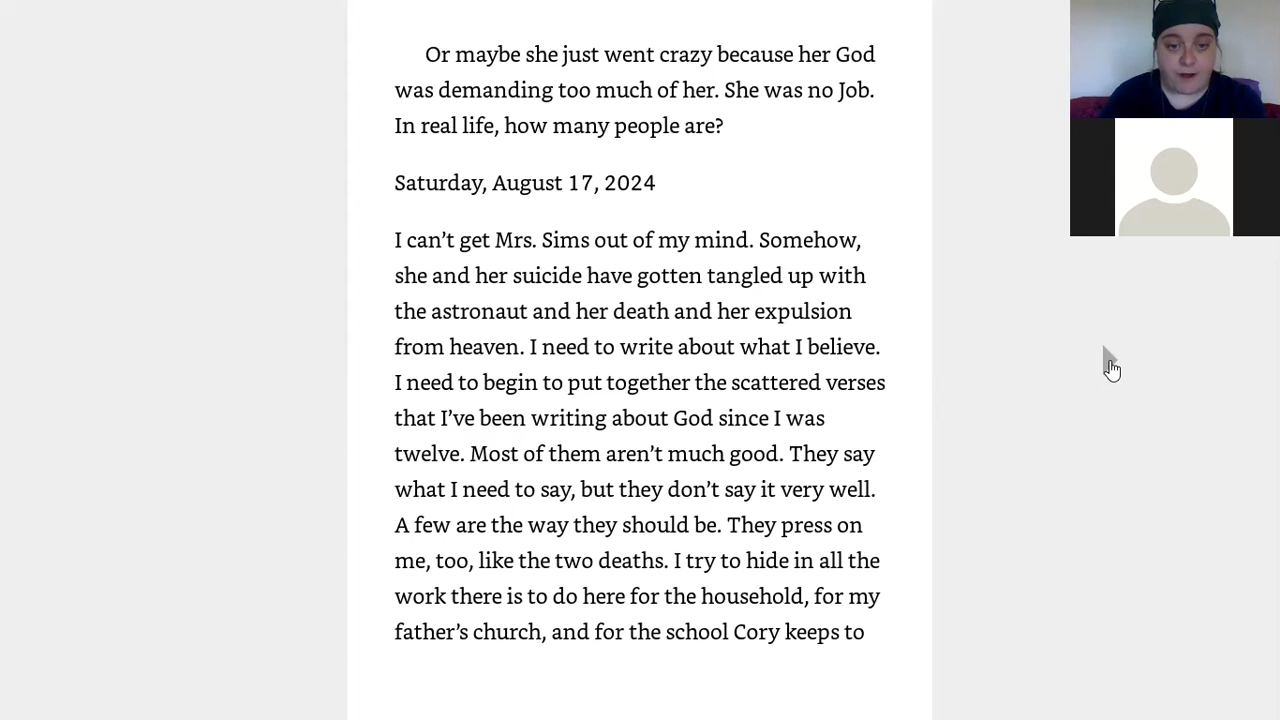 Or maybe she just went crazy because her God
was demanding too much of her. She was no Job.
In real life, how many people are?
Saturday, August 17, 2024
I can’t get Mrs. Sims out of my mind. Somehow,
she and her suicide have gotten tangled up with
the astronaut and her death and her expulsion
from heaven. I need to write about what I believe.
I need to begin to put together the scattered verses
that I’ve been writing about God since I was
twelve. Most of them aren’t much good. They say
what I need to say, but they don’t say it very well.
A few are the way they should be. They press on
me, too, like the two deaths. I try to hide in all the
work there is to do here for the household, for my
father’s church, and for the school Cory keeps to